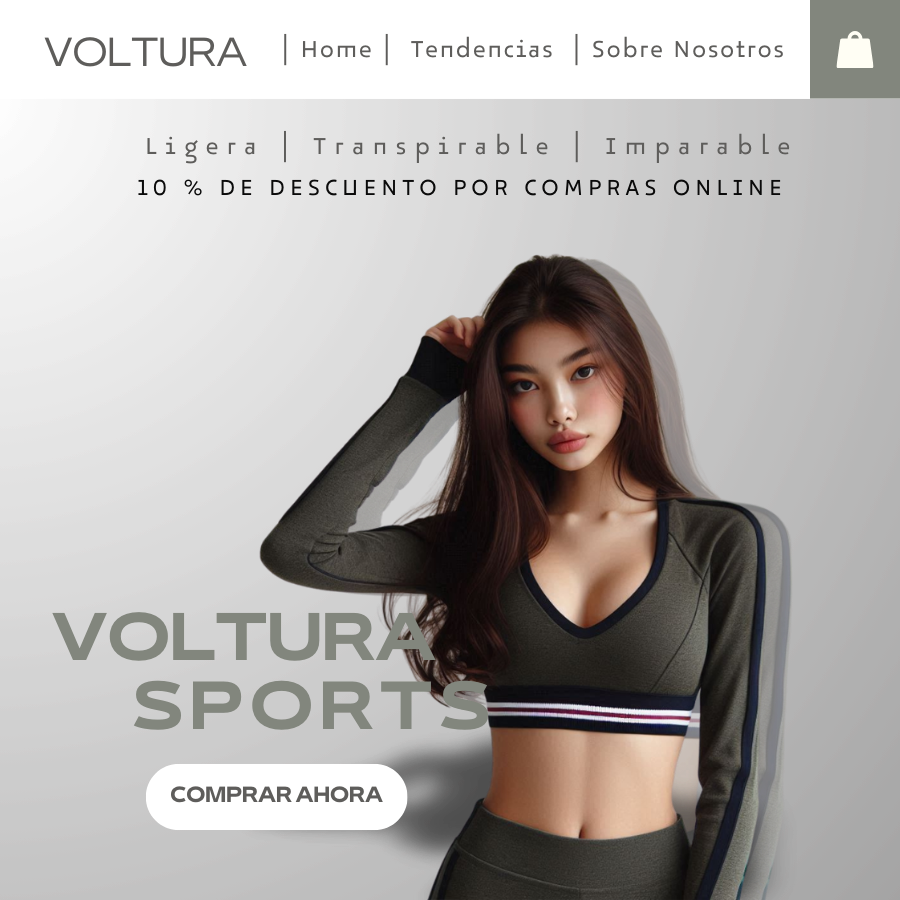 VOLTURA | Home | Tendencias | Sobre Nosotros
Ligera | Transpirable | Imparable
10 % DE DESCUENTO POR COMPRAS ONLINE
VOLTURA
SPORTS
COMPRAR AHORA